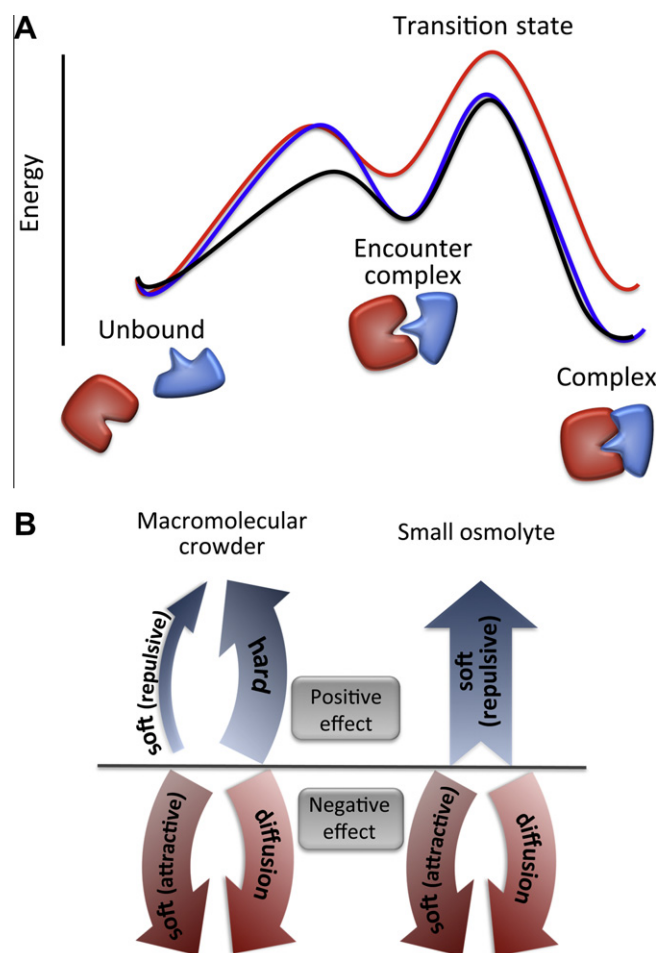 A
Transition state
Energy
Encounter
complex
Unbound
Complex
B
Macromolecular
crowder
Small osmolyte
soft (repulsive)
hard
soft
(repulsive)
Positive
effect
Negative
effect
soft (attractive)
diffusion
soft (attractive)
diffusion